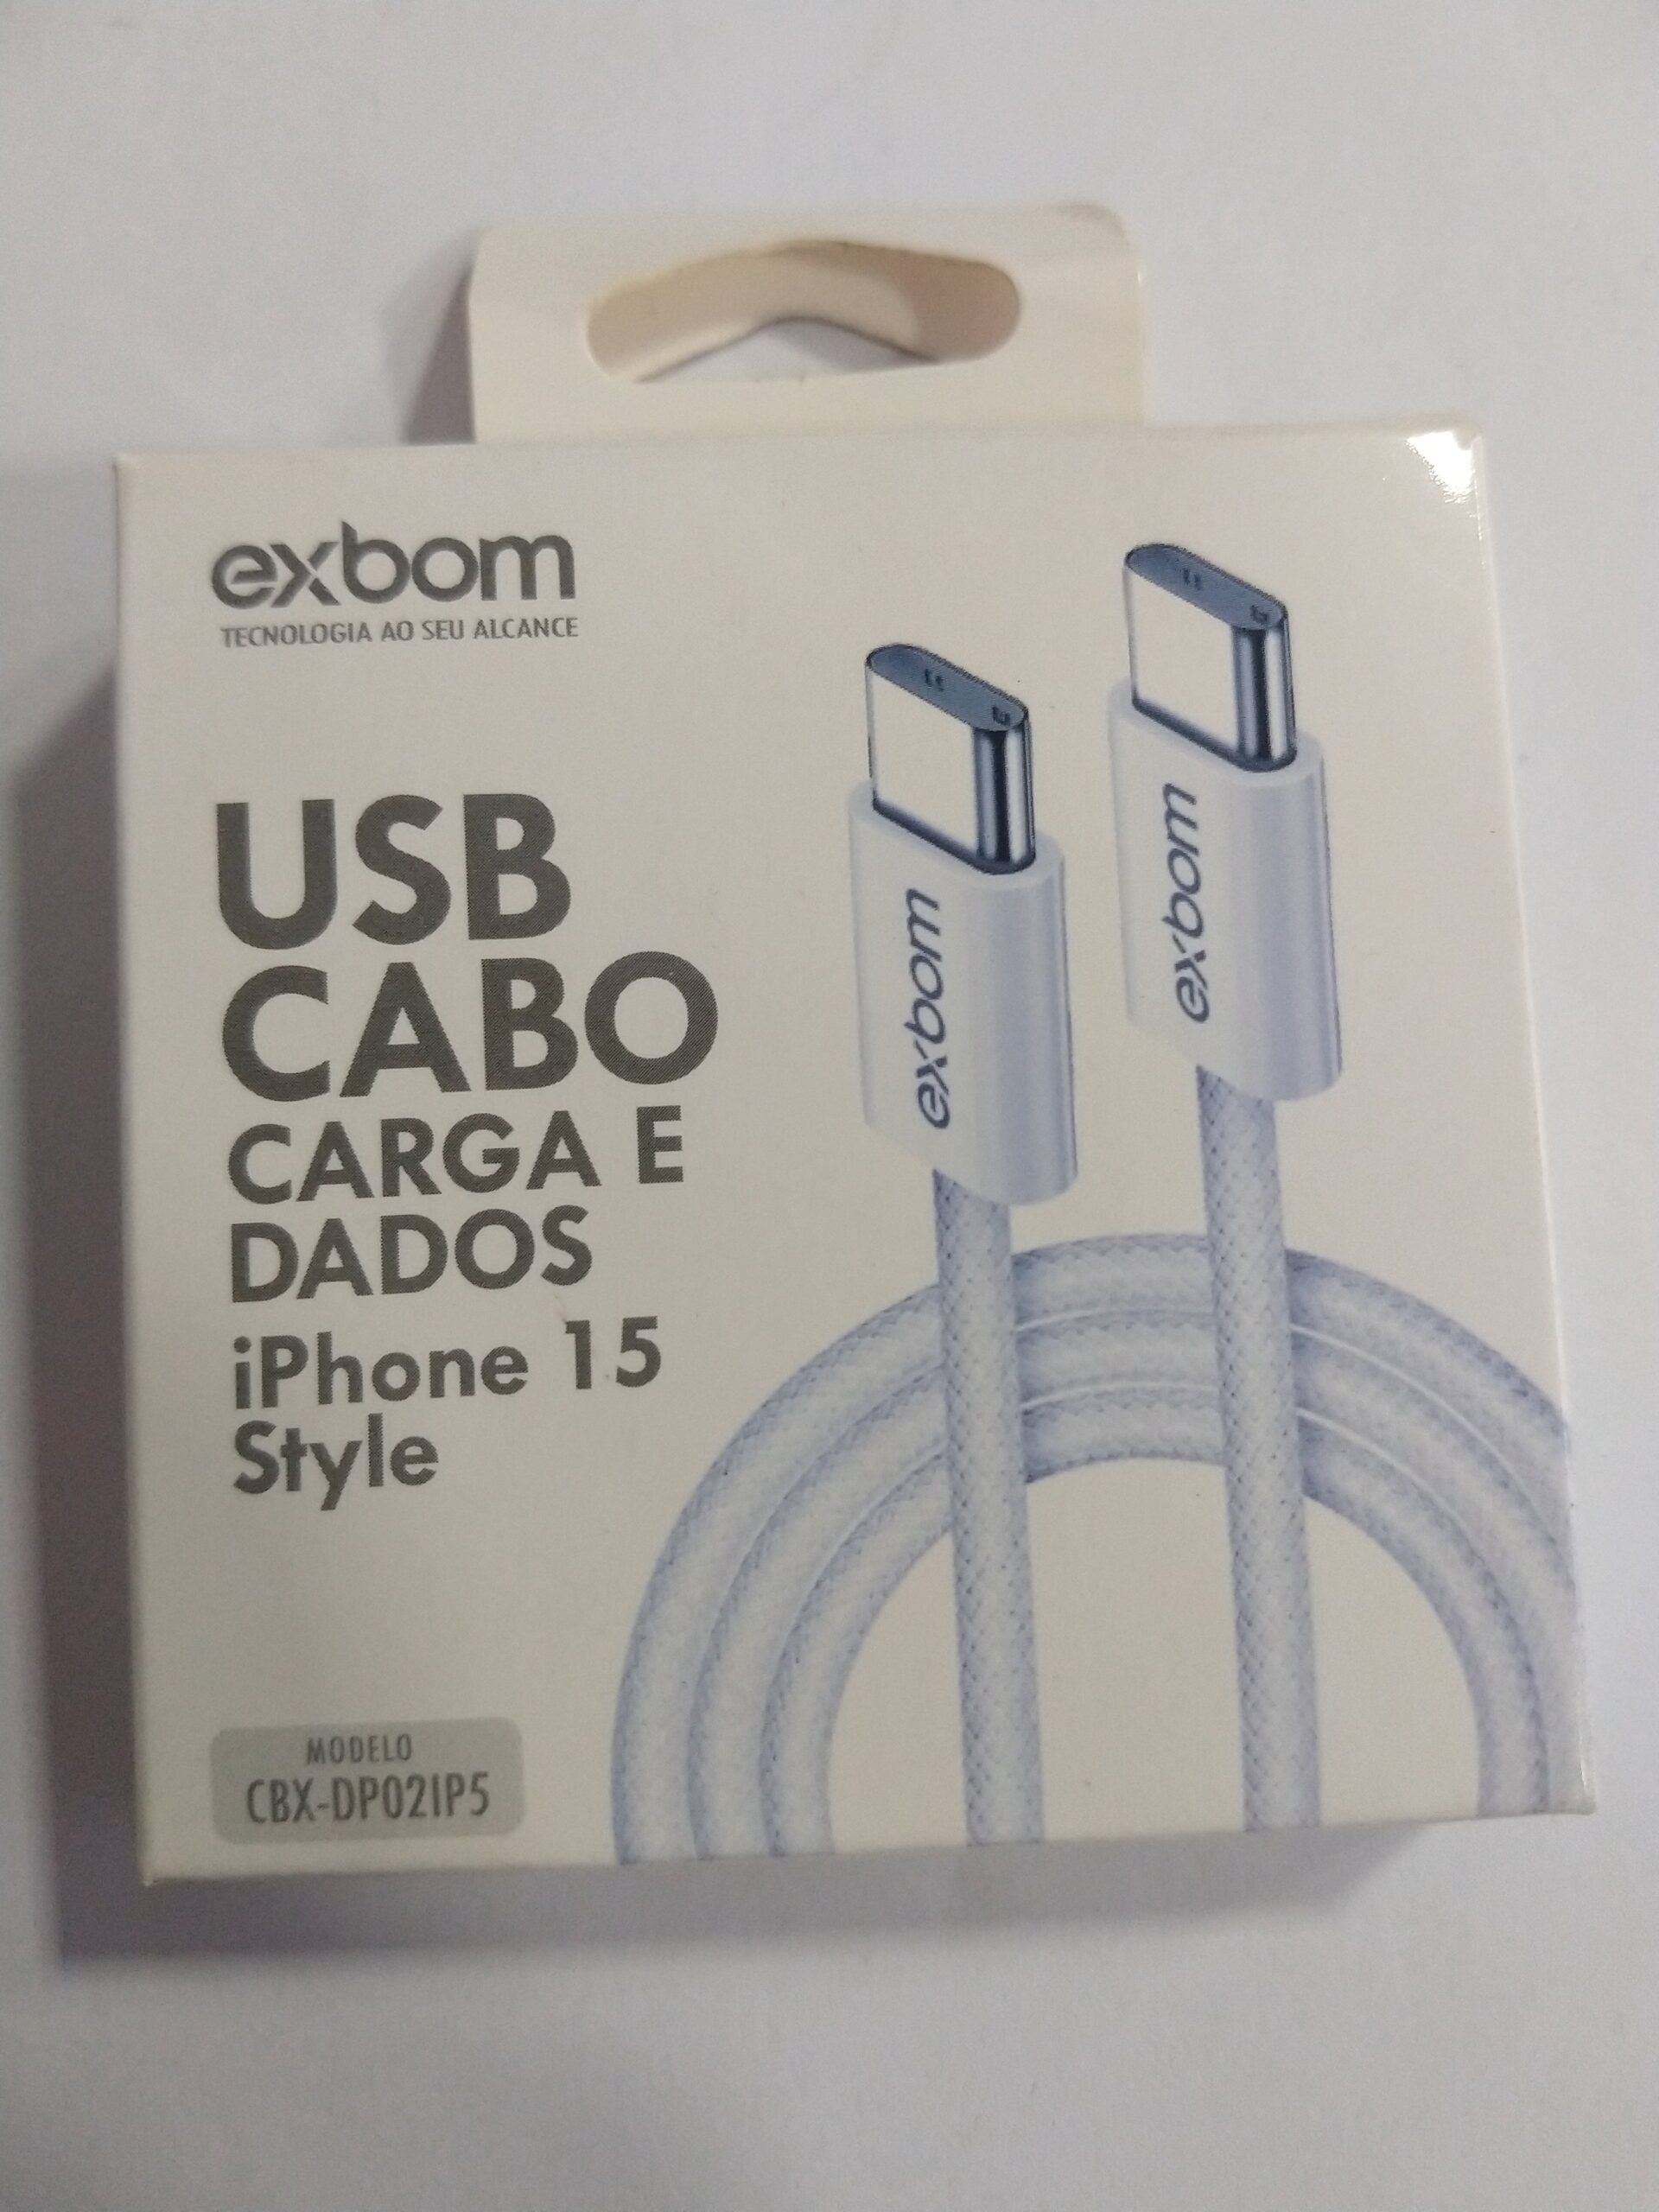 exbom
TECNOLOGIA AO SEU ALCANCE
USB
CABO
CARGA E
DADOS
iPhone 15
Style
MODELO
CBX-DP02IP5
exbom
exbom